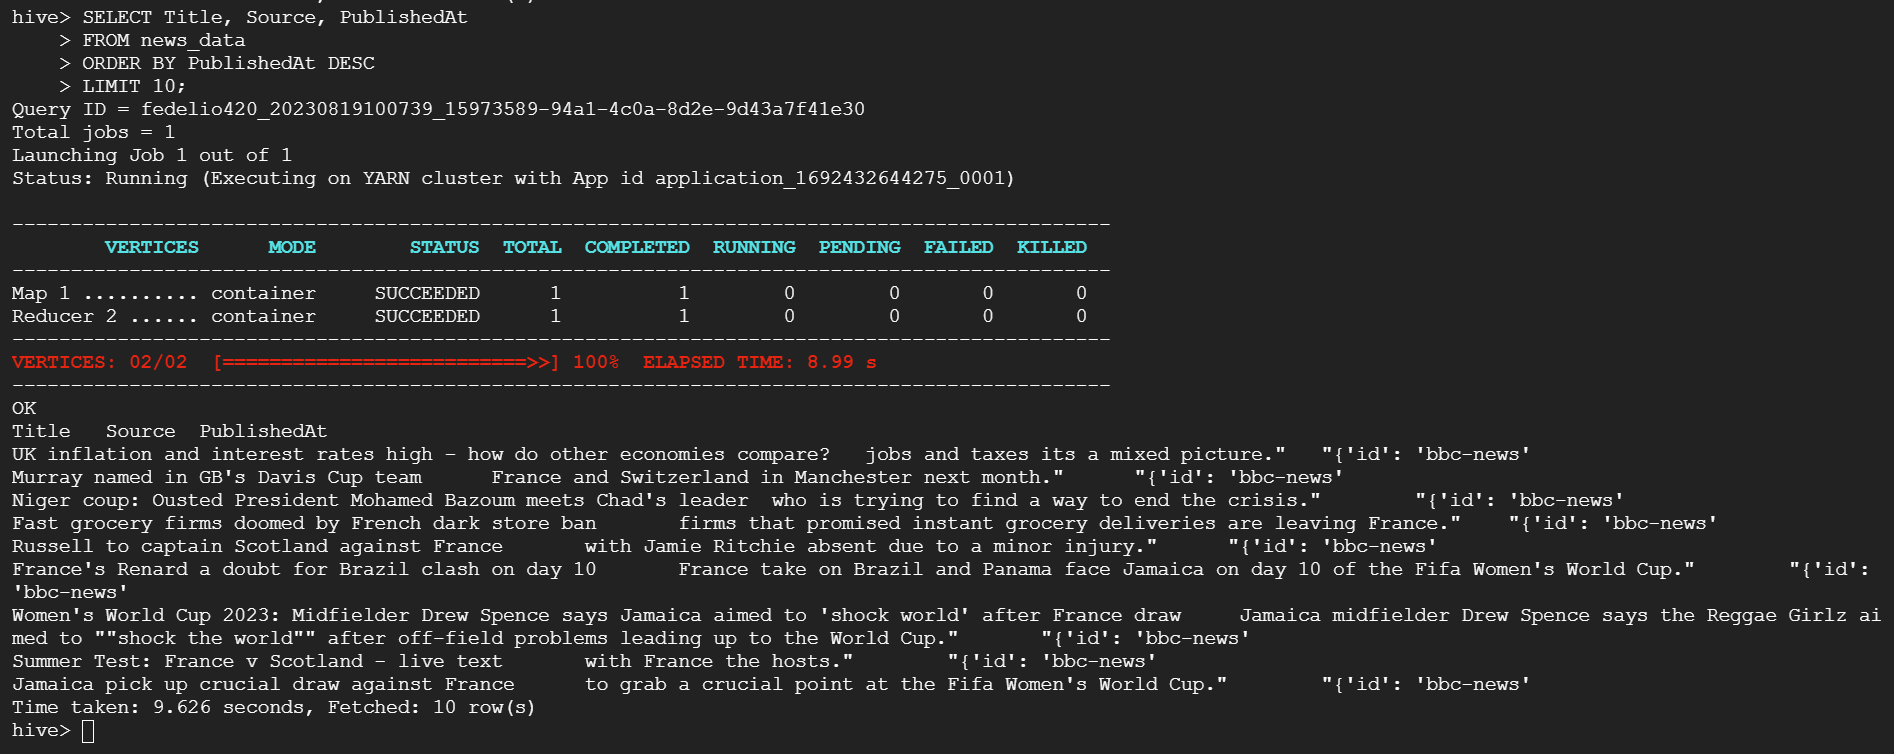 hive> SELECT Title, Source, PublishedAt
    > FROM news_data
    > ORDER BY PublishedAt DESC
    > LIMIT 10;
Query ID = fedelio420_20230819100739_15973589-94a1-4c0a-8d2e-9d43a7f41e30
Total jobs = 1
Launching Job 1 out of 1
Status: Running (Executing on YARN cluster with App id application_1692432644275_0001)
----------------------------------------------------------------------------------------------
        VERTICES      MODE        STATUS  TOTAL  COMPLETED  RUNNING  PENDING  FAILED  KILLED
----------------------------------------------------------------------------------------------
Map 1 .......... container     SUCCEEDED      1          1        0        0       0       0
Reducer 2 ...... container     SUCCEEDED      1          1        0        0       0       0
----------------------------------------------------------------------------------------------
VERTICES: 02/02  [==========================>>] 100%  ELAPSED TIME: 8.99 s
----------------------------------------------------------------------------------------------
OK
Title   Source  PublishedAt
UK inflation and interest rates high - how do other economies compare?   jobs and taxes its a mixed picture."   "{'id': 'bbc-news'
Murray named in GB's Davis Cup team      France and Switzerland in Manchester next month."      "{'id': 'bbc-news'
Niger coup: Ousted President Mohamed Bazoum meets Chad's leader  who is trying to find a way to end the crisis."        "{'id': 'bbc-news'
Fast grocery firms doomed by French dark store ban       firms that promised instant grocery deliveries are leaving France."    "{'id': 'bbc-news'
Russell to captain Scotland against France       with Jamie Ritchie absent due to a minor injury."      "{'id': 'bbc-news'
France's Renard a doubt for Brazil clash on day 10       France take on Brazil and Panama face Jamaica on day 10 of the Fifa Women's World Cup."        "{'id':
'bbc-news'
Women's World Cup 2023: Midfielder Drew Spence says Jamaica aimed to 'shock world' after France draw     Jamaica midfielder Drew Spence says the Reggae Girlz ai
med to ""shock the world"" after off-field problems leading up to the World Cup."       "{'id': 'bbc-news'
Summer Test: France v Scotland - live text       with France the hosts."        "{'id': 'bbc-news'
Jamaica pick up crucial draw against France      to grab a crucial point at the Fifa Women's World Cup."        "{'id': 'bbc-news'
Time taken: 9.626 seconds, Fetched: 10 row(s)
hive>